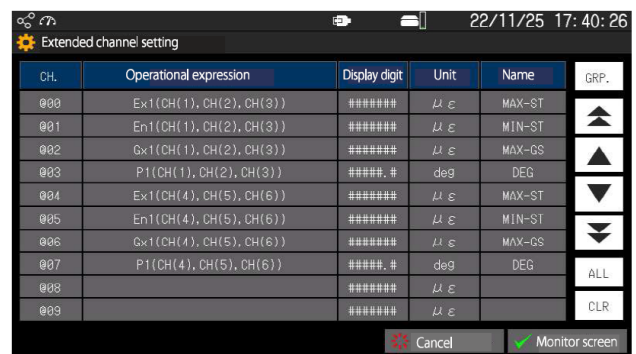 22/11/25 17:40:26
Extended channel setting
CH. Operational expression Display digit Unit Name GRP.
@00 Ex1(CH(1),CH(2),CH(3)) ####### με MAX-ST
@01 En1(CH(1),CH(2),CH(3)) ####### με MIN-ST
@02 Gx1(CH(1),CH(2),CH(3)) ####### με MAX-GS
@03 P1(CH(1),CH(2),CH(3)) #####.# deg DEG
@04 Ex1(CH(4),CH(5),CH(6)) ####### με MAX-ST
@05 En1(CH(4),CH(5),CH(6)) ####### με MIN-ST
@06 Gx1(CH(4),CH(5),CH(6)) ####### με MAX-GS
@07 P1(CH(4),CH(5),CH(6)) #####.# deg DEG
ALL
@08 ####### με
@09 ####### με
CLR
Cancel Monitor screen